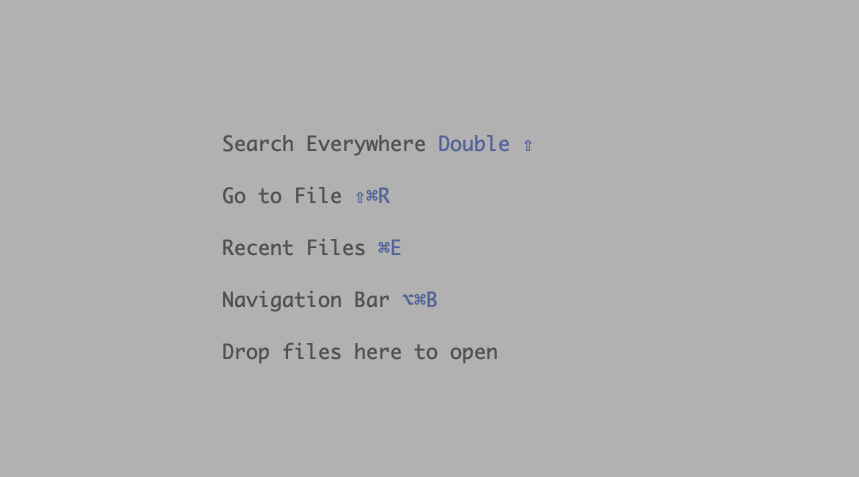 Search Everywhere Double ⇧
Go to File ⇧⌘R
Recent Files ⌘E
Navigation Bar ⌥⌘B
Drop files here to open